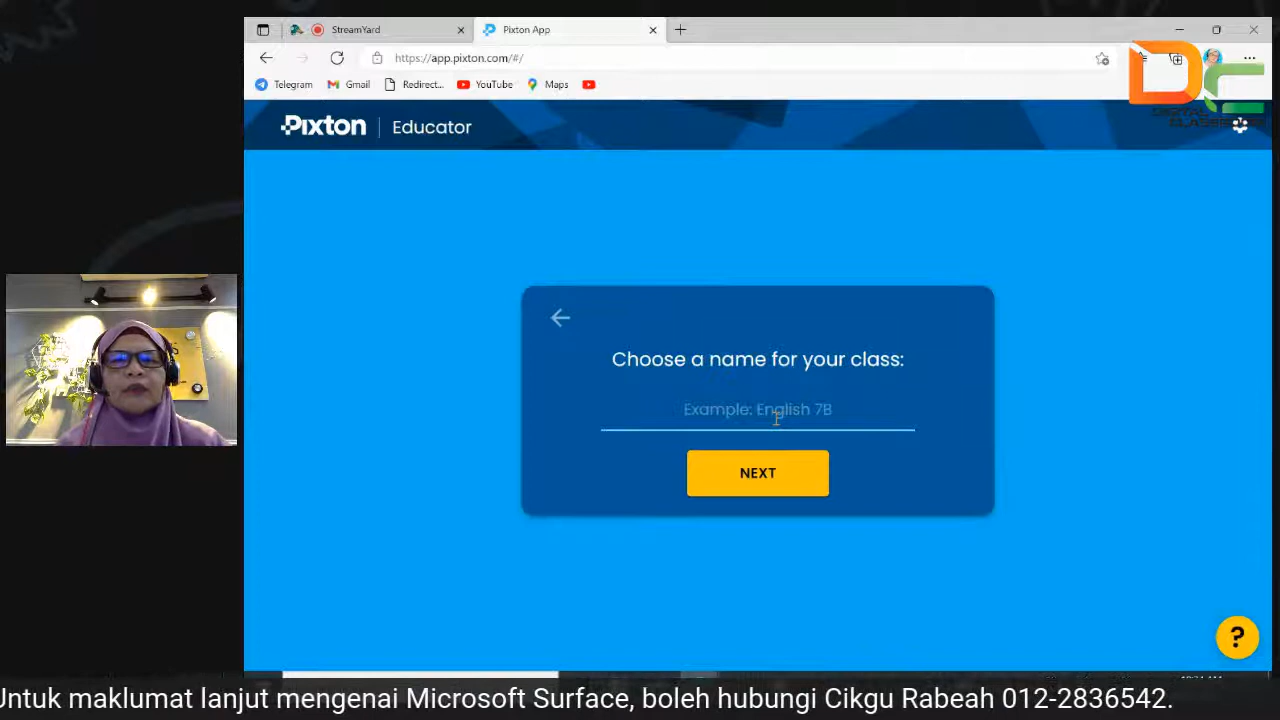 StreamYard
Pixton App
https://app.pixton.com/#/
Telegram
Gmail
Redirect...
YouTube
Maps
Pixton
Educator
DIGITAL
Choose a name for your class:
Example: English 7B
NEXT
?
Untuk maklumat lanjut mengenai Microsoft Surface, boleh hubungi Cikgu Rabeah 012-2836542.